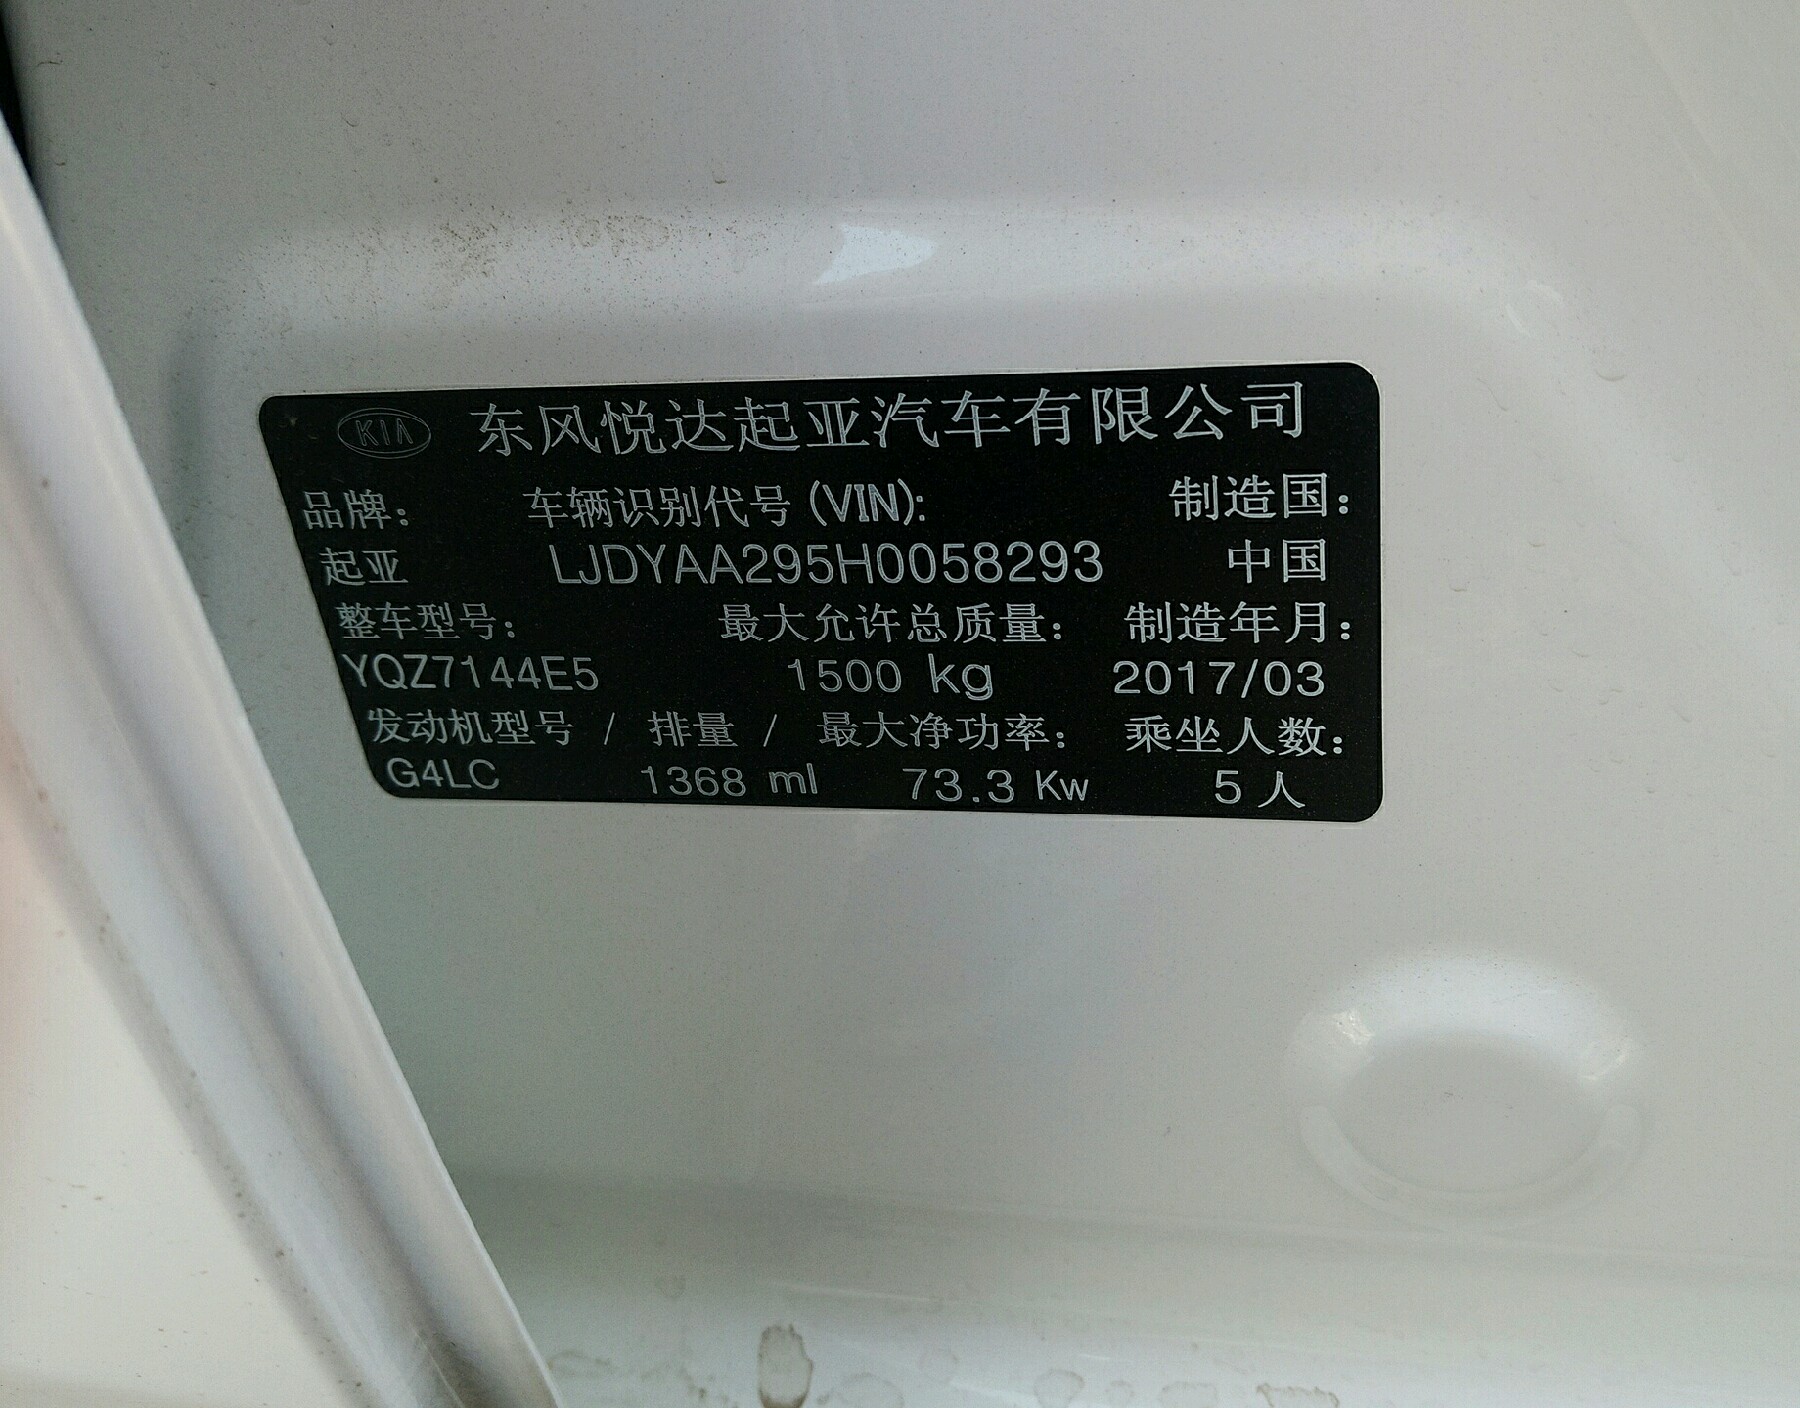 KIA 东风悦达起亚汽车有限公司
品牌： 车辆识别代号 (VIN): 制造国：
起亚 LJDYAA295H0058293 中国
整车型号： 最大允许总质量： 制造年月：
YQZ7144E5 1500 kg 2017/03
发动机型号 / 排量 / 最大净功率： 乘坐人数：
G4LC 1368 ml 73.3 Kw 5 人